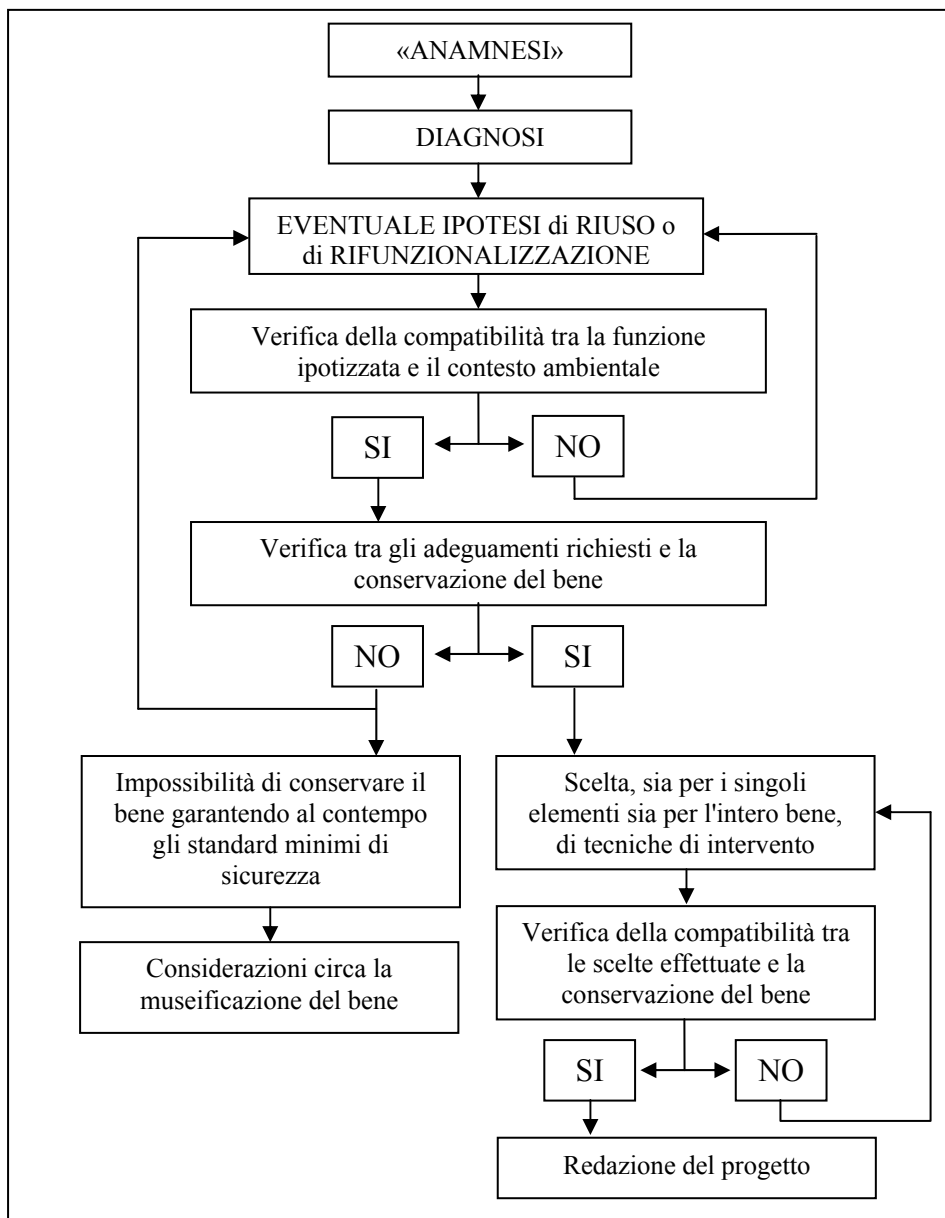 «ANAMNESI»
DIAGNOSI
EVENTUALE IPOTESI di RIUSO o
di RIFUNZIONALIZZAZIONE
Verifica della compatibilità tra la funzione
ipotizzata e il contesto ambientale
SI
NO
Verifica tra gli adeguamenti richiesti e la
conservazione del bene
NO
SI
Impossibilità di conservare il
bene garantendo al contempo
gli standard minimi di
sicurezza
Considerazioni circa la
museificazione del bene
Scelta, sia per i singoli
elementi sia per l'intero bene,
di tecniche di intervento
Verifica della compatibilità tra
le scelte effettuate e la
conservazione del bene
SI
NO
Redazione del progetto